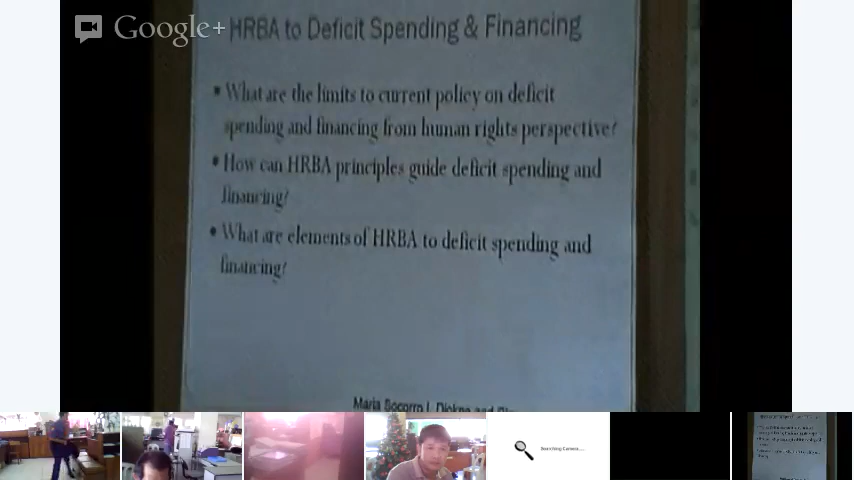 Google+
HRBA to Deficit Spending & Financing
• What are the limits to current policy on deficit
spending and financing from human rights perspective?
• How can HRBA principles guide deficit spending and
financing?
• What are elements of HRBA to deficit spending and
financing?
Maria Socorro I. Diokno and
Searching Camera....